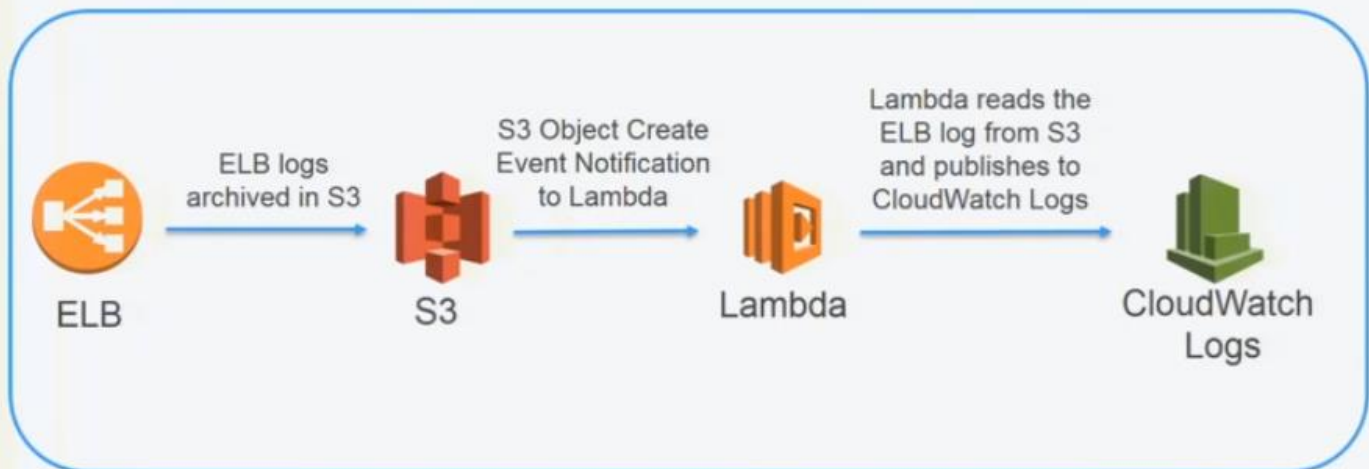 ELB logs
archived in S3
S3 Object Create
Event Notification
to Lambda
Lambda reads the
ELB log from S3
and publishes to
CloudWatch Logs
ELB
S3
Lambda
CloudWatch
Logs